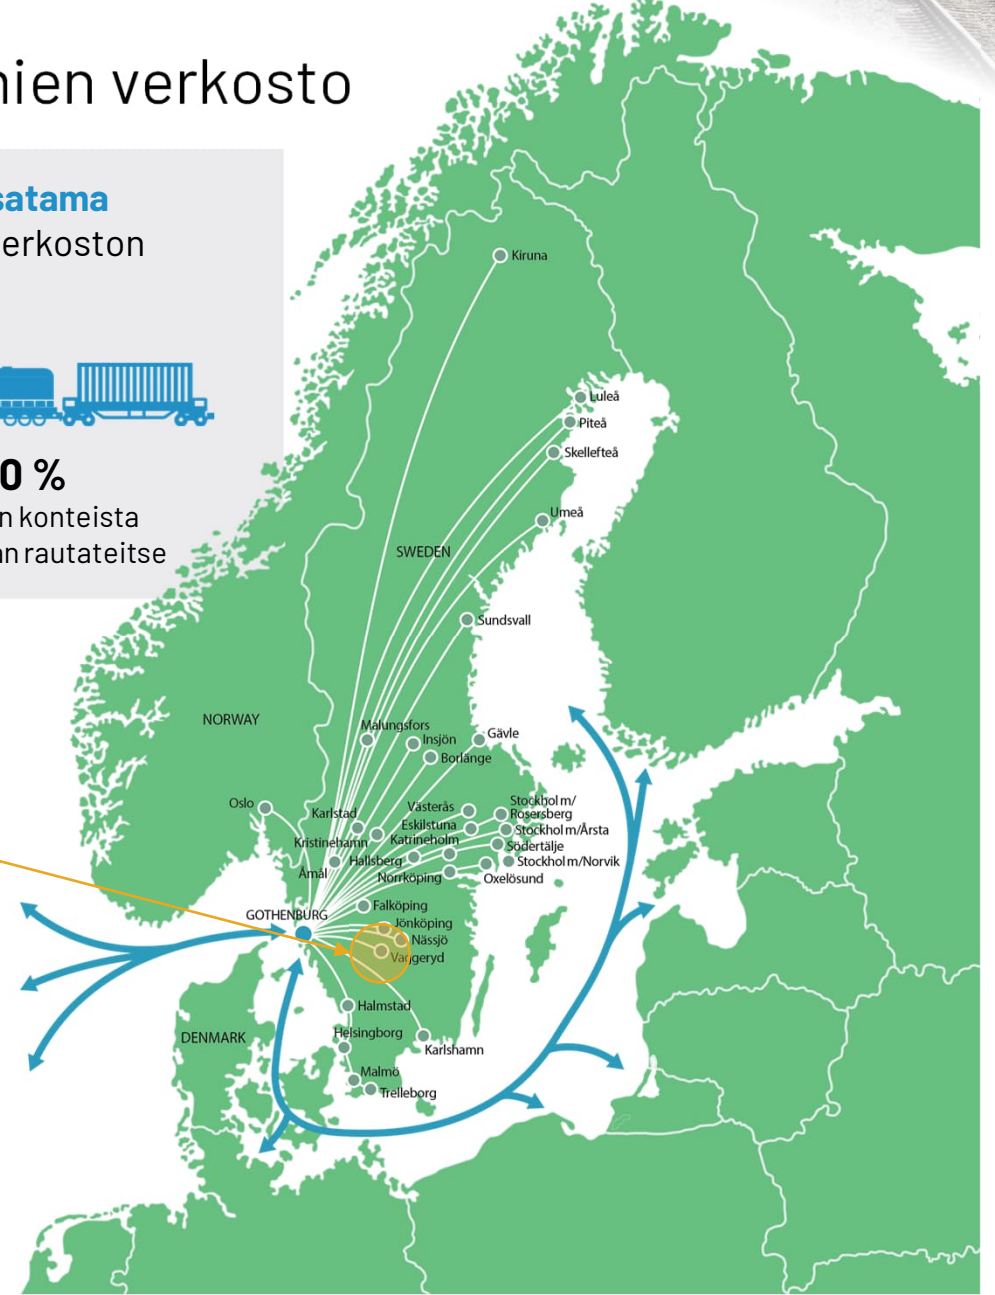 nien verkosto
satama
erkoston
0 %
n konteista
an rautateitse
Kiruna
Luleå
Piteå
Skellefteå
Umeå
SWEDEN
Sundsvall
NORWAY
Malungsfors
Insjön
Gävle
Borlänge
Oslo
Karlstad
Västerås
Stockholm/
Rosersberg
Kristinehamn
Eskilstuna
Stockholm/Årsta
Katrineholm
Södertälje
Åmål
Hallsberg
Stockholm/Norvik
Norrköping
Oxelösund
Falköping
GOTHENBURG
Jönköping
Nässjö
Vaggeryd
Halmstad
DENMARK
Helsingborg
Karlshamn
Malmö
Trelleborg